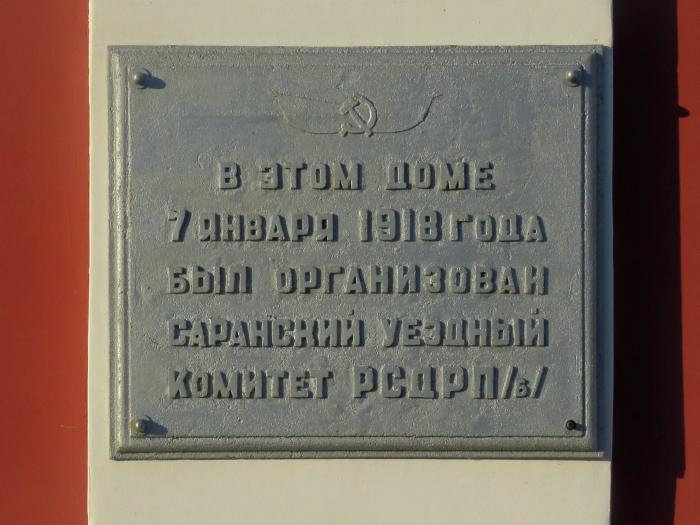 В ЭТОМ ДОМЕ
7 ЯНВАРЯ 1918 ГОДА
БЫЛ ОРГАНИЗОВАН
САРАНСКИЙ УЕЗДНЫЙ
КОМИТЕТ РСДРП/Б/